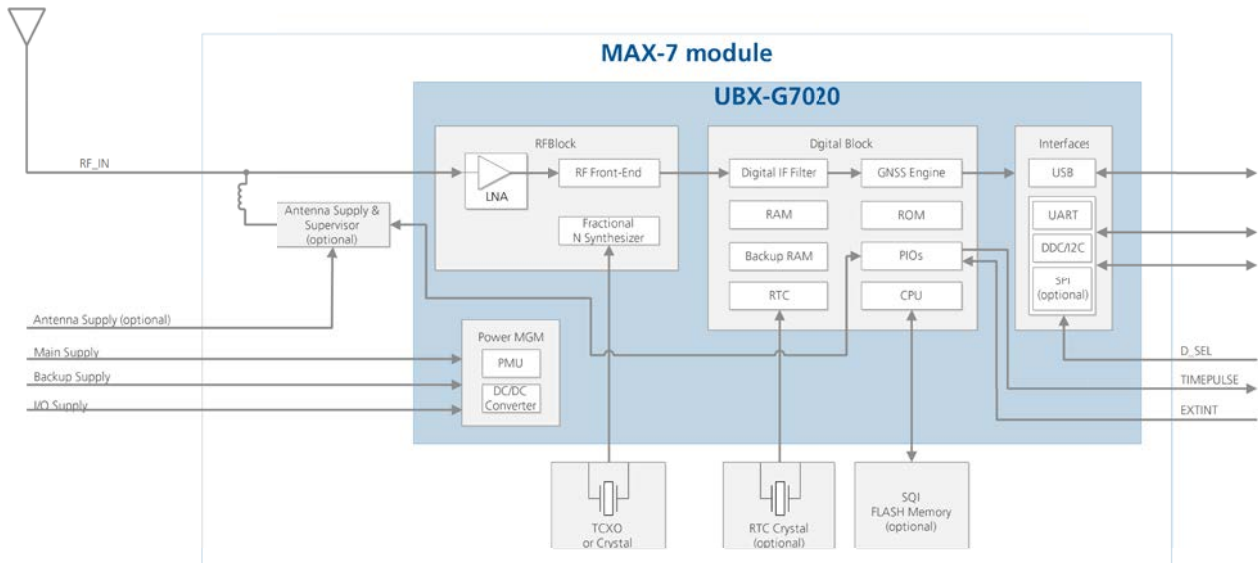 MAX-7 module
UBX-G7020
RFBlock
Digital Block
Interfaces
RF_IN
LNA
RF Front-End
Digital IF Filter
GNSS Engine
USB
Antenna Supply &
Supervisor
(optional)
Fractional
N Synthesizer
RAM
ROM
UART
Backup RAM
PIOs
DDC/I2C
RTC
CPU
SPI
(optional)
Antenna Supply (optional)
Power MGM
Main Supply
PMU
D_SEL
Backup Supply
DC/DC
Converter
TIMEPULSE
I/O Supply
EXTINT
TCXO
or Crystal
RTC Crystal
(optional)
SQI
FLASH Memory
(optional)